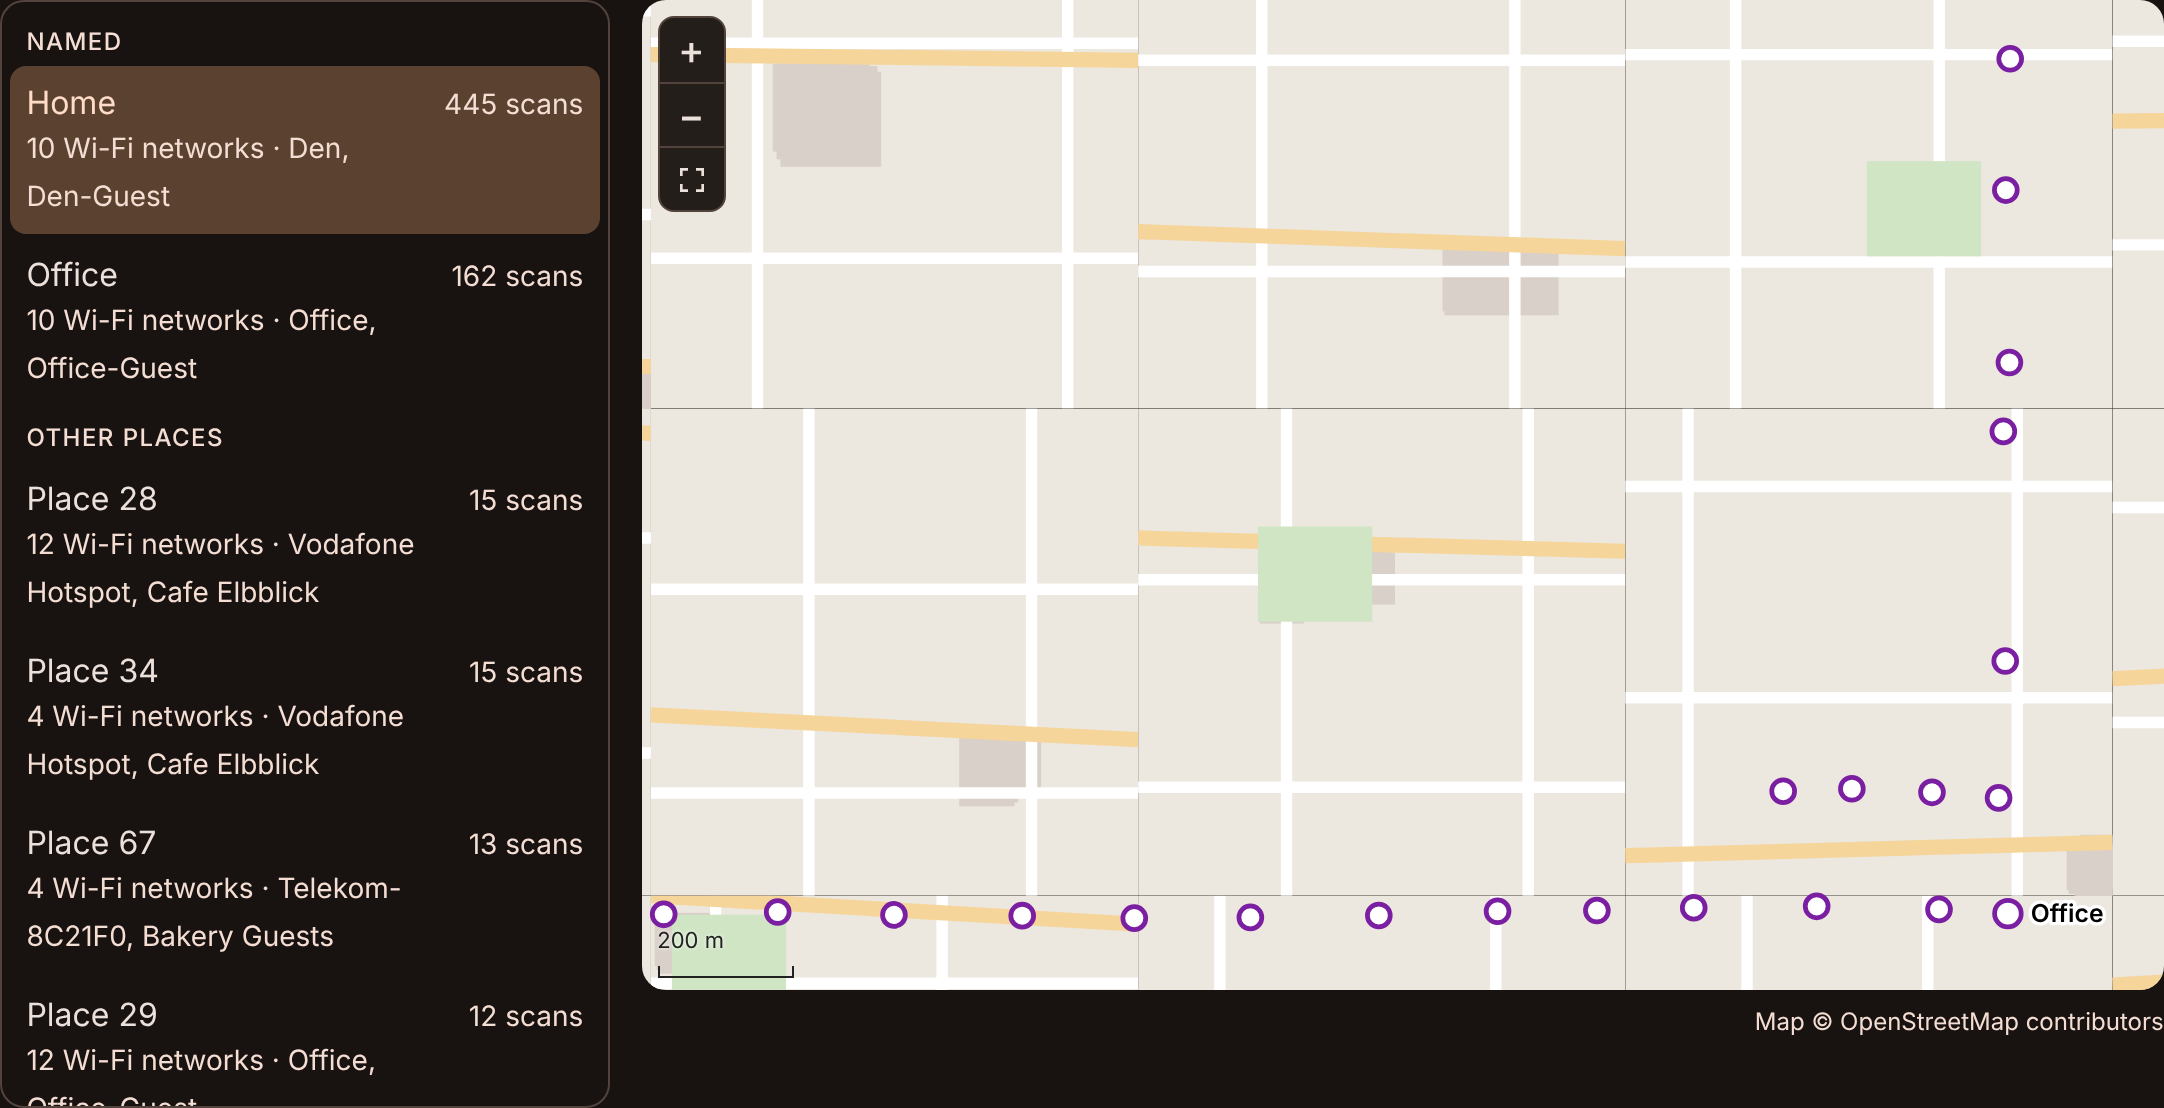 NAMED
Home
445 scans
10 Wi-Fi networks · Den,
Den-Guest
Office
162 scans
10 Wi-Fi networks · Office,
Office-Guest
OTHER PLACES
Place 28
15 scans
12 Wi-Fi networks · Vodafone
Hotspot, Cafe Elbblick
Place 34
15 scans
4 Wi-Fi networks · Vodafone
Hotspot, Cafe Elbblick
Place 67
13 scans
4 Wi-Fi networks · Telekom-
8C21F0, Bakery Guests
Place 29
12 scans
12 Wi-Fi networks · Office,
Office-Guest
+
−
200 m
Office
Map © OpenStreetMap contributors